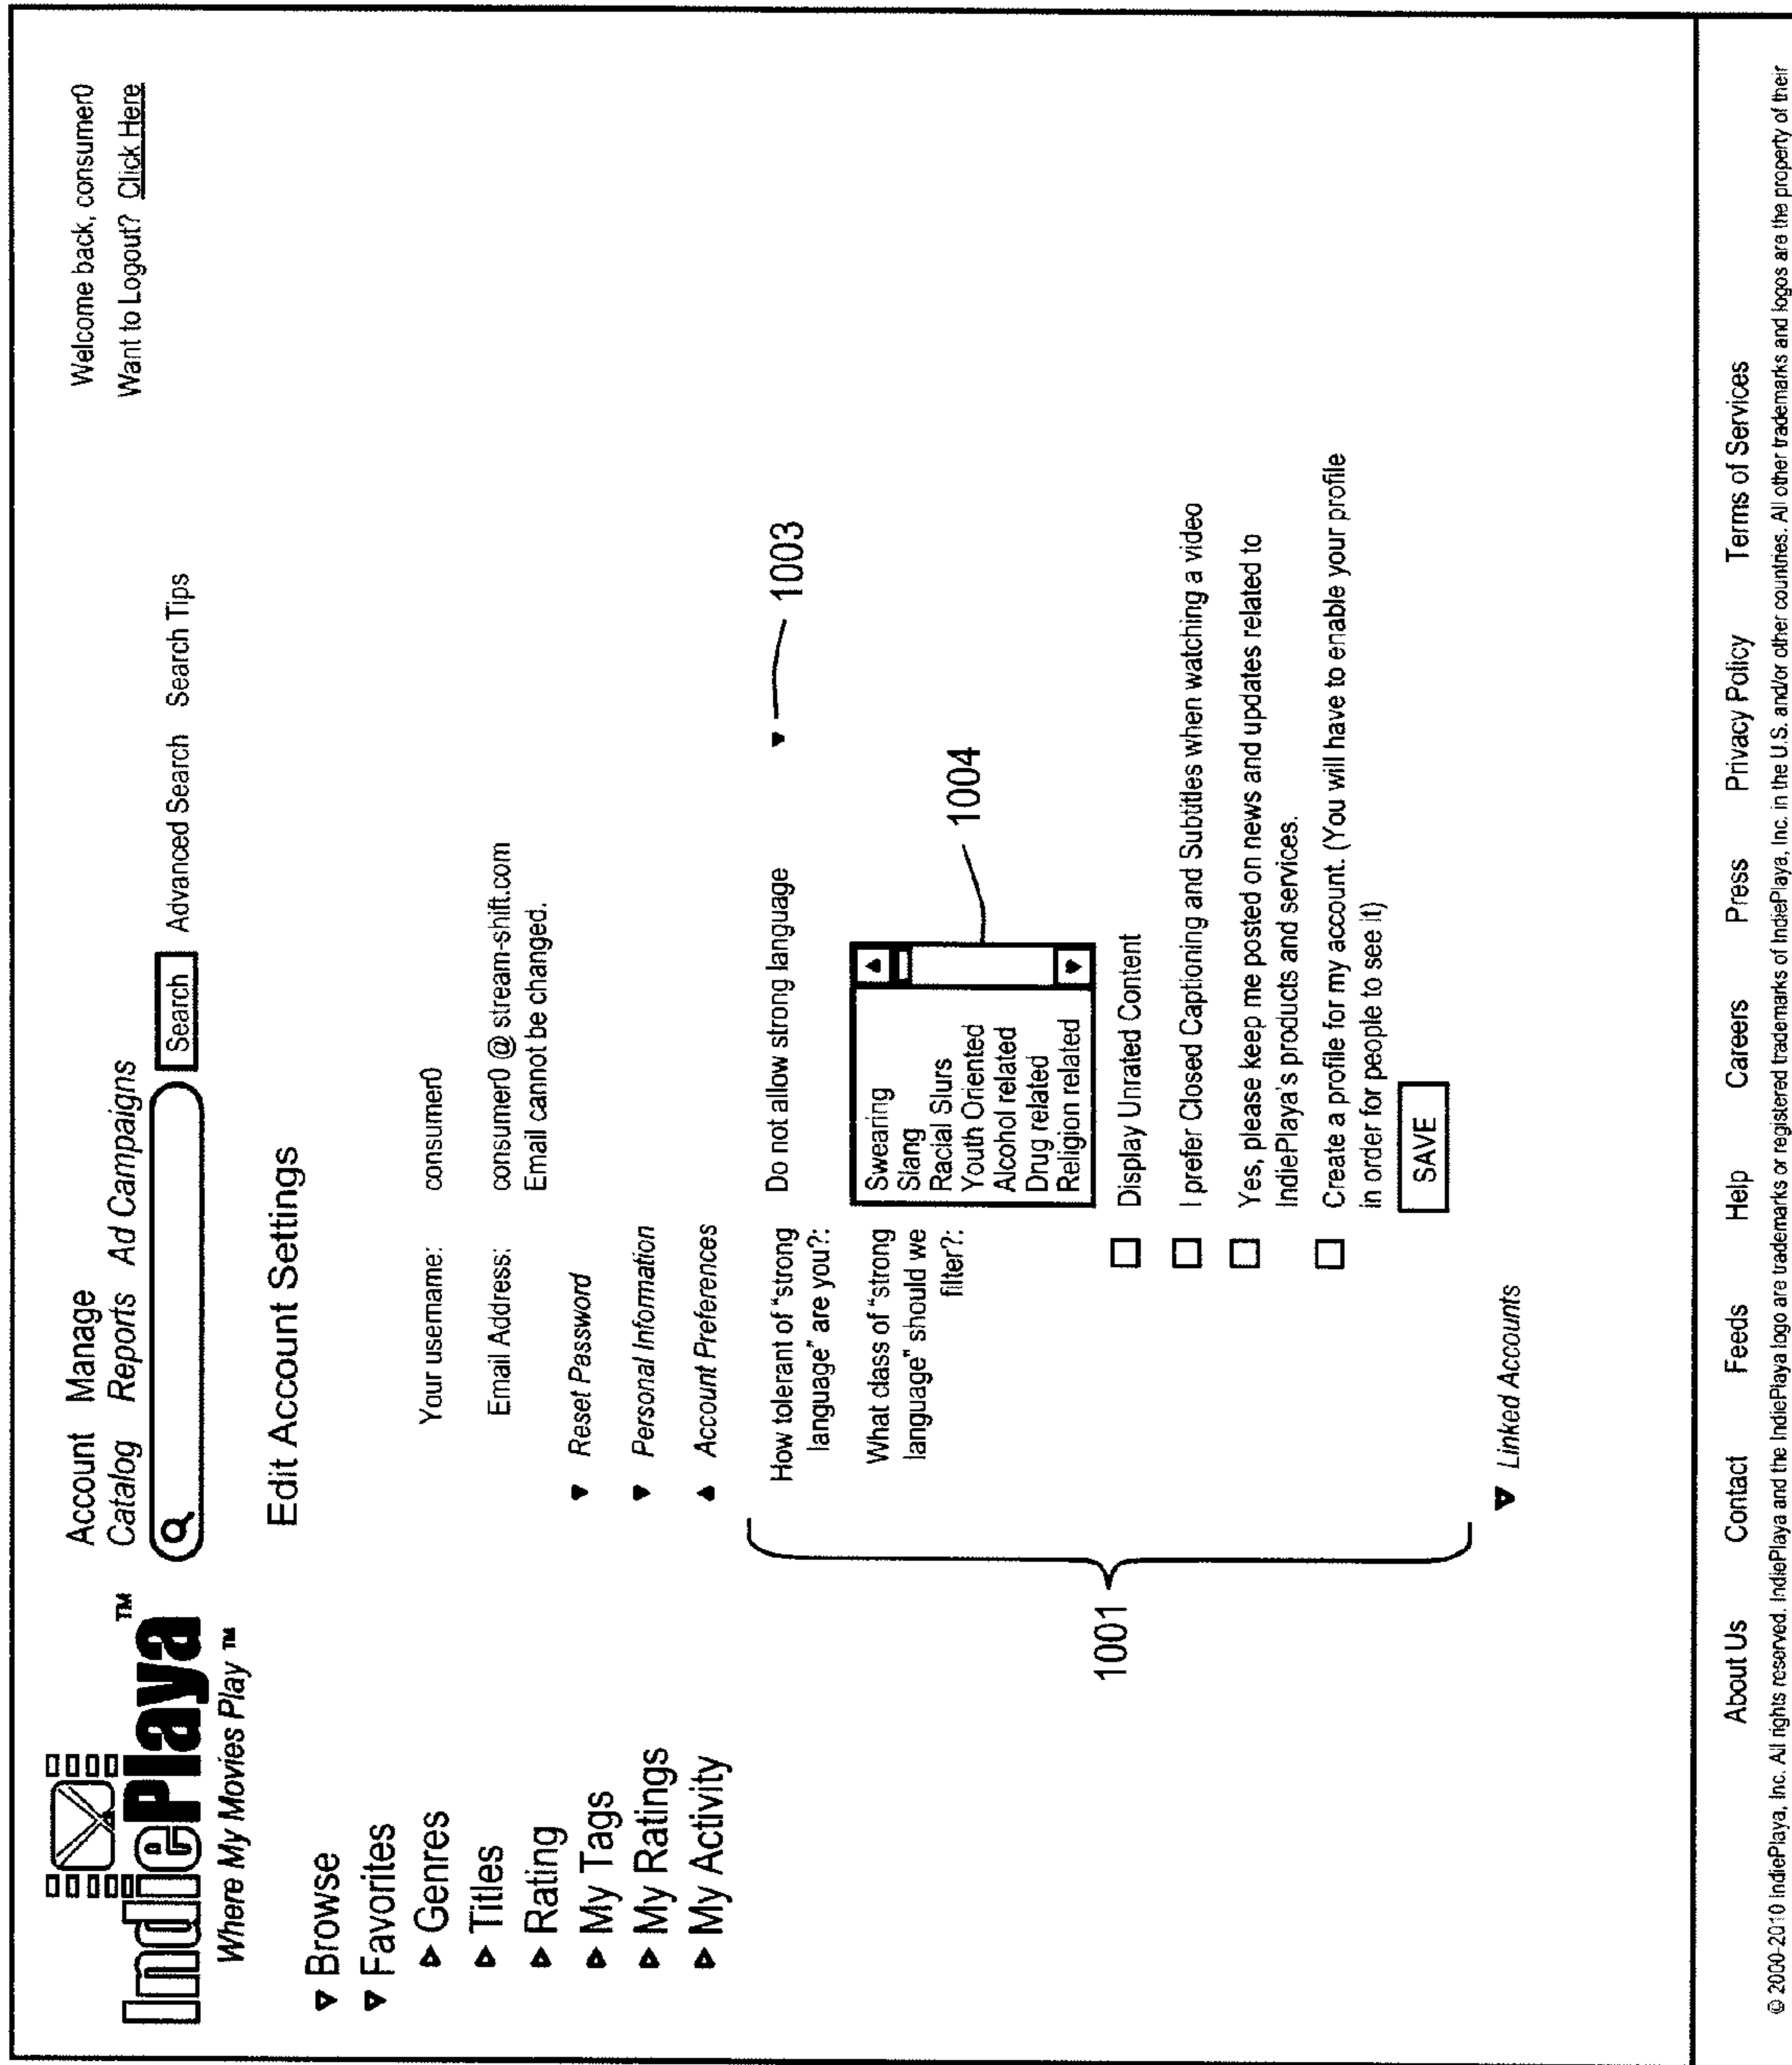 Welcome back, consumer0
Want to Logout? Click Here
IndiePlaya™
Where My Movies Play ™
Account Manage
Catalog Reports Ad Campaigns
Search Advanced Search Search Tips
Browse
Favorites
Genres
Titles
Rating
My Tags
My Ratings
My Activity
Edit Account Settings
Your username: consumer0
Email Address: consumer0 @ stream-shift.com
Email cannot be changed.
Reset Password
Personal Information
Account Preferences
1001
How tolerant of "strong
language" are you?:
Do not allow strong language
1003
What class of "strong
language" should we
filter?:
Swearing
Slang
Racial Slurs
Youth Oriented
Alcohol related
Drug related
Religion related
1004
Display Unrated Content
I prefer Closed Captioning and Subtitles when watching a video
Yes, please keep me posted on news and updates related to
IndiePlaya's products and services.
Create a profile for my account. (You will have to enable your profile
in order for people to see it)
SAVE
Linked Accounts
About Us Contact Feeds Help Careers Press Privacy Policy Terms of Services
© 2000-2010 IndiePlaya, Inc. All rights reserved. IndiePlaya and the IndiePlaya logo are trademarks or registered trademarks of IndiePlaya, Inc. in the U.S. and/or other countries. All other trademarks and logos are the property of their